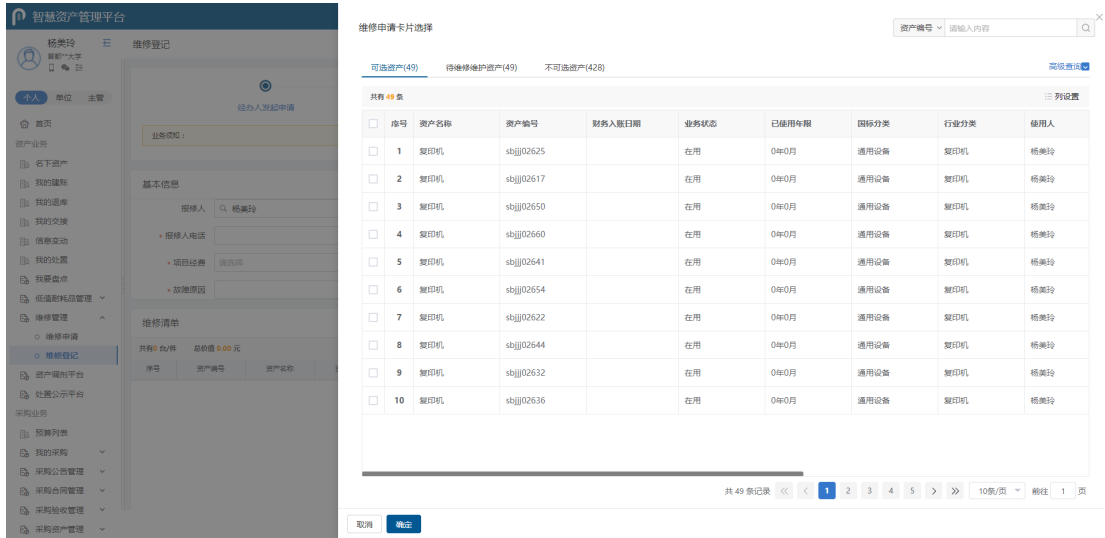 智慧资产管理平台
杨美玲
首都**大学
个人 单位 主管
首页
资产业务
名下资产
我的建账
我的退库
我的交接
信息变动
我的处置
我要盘点
低值耐耗品管理
维修管理
维修申请
维修登记
资产调剂平台
处置公示平台
采购业务
预算列表
我的采购
采购公告管理
采购合同管理
采购验收管理
采购资产管理
维修登记
经办人发起申请
业务须知：
基本信息
报修人 杨美玲
* 报修人电话
* 项目经费 请选择
* 故障原因
维修清单
共有0 台/件 总价值 0.00 元
序号 资产编号 资产名称
维修申请卡片选择
资产编号 请输入内容
可选资产(49) 待维修维护资产(49) 不可选资产(428)
高级查询
共有 49 条
列设置
序号 资产名称 资产编号 财务入账日期 业务状态 已使用年限 国标分类 行业分类 使用人
1 复印机 sbjjj02625 在用 0年0月 通用设备 复印机 杨美玲
2 复印机 sbjjj02617 在用 0年0月 通用设备 复印机 杨美玲
3 复印机 sbjjj02650 在用 0年0月 通用设备 复印机 杨美玲
4 复印机 sbjjj02660 在用 0年0月 通用设备 复印机 杨美玲
5 复印机 sbjjj02641 在用 0年0月 通用设备 复印机 杨美玲
6 复印机 sbjjj02654 在用 0年0月 通用设备 复印机 杨美玲
7 复印机 sbjjj02622 在用 0年0月 通用设备 复印机 杨美玲
8 复印机 sbjjj02644 在用 0年0月 通用设备 复印机 杨美玲
9 复印机 sbjjj02632 在用 0年0月 通用设备 复印机 杨美玲
10 复印机 sbjjj02636 在用 0年0月 通用设备 复印机 杨美玲
共 49 条记录 1 2 3 4 5 10条/页 前往 1 页
取消 确定